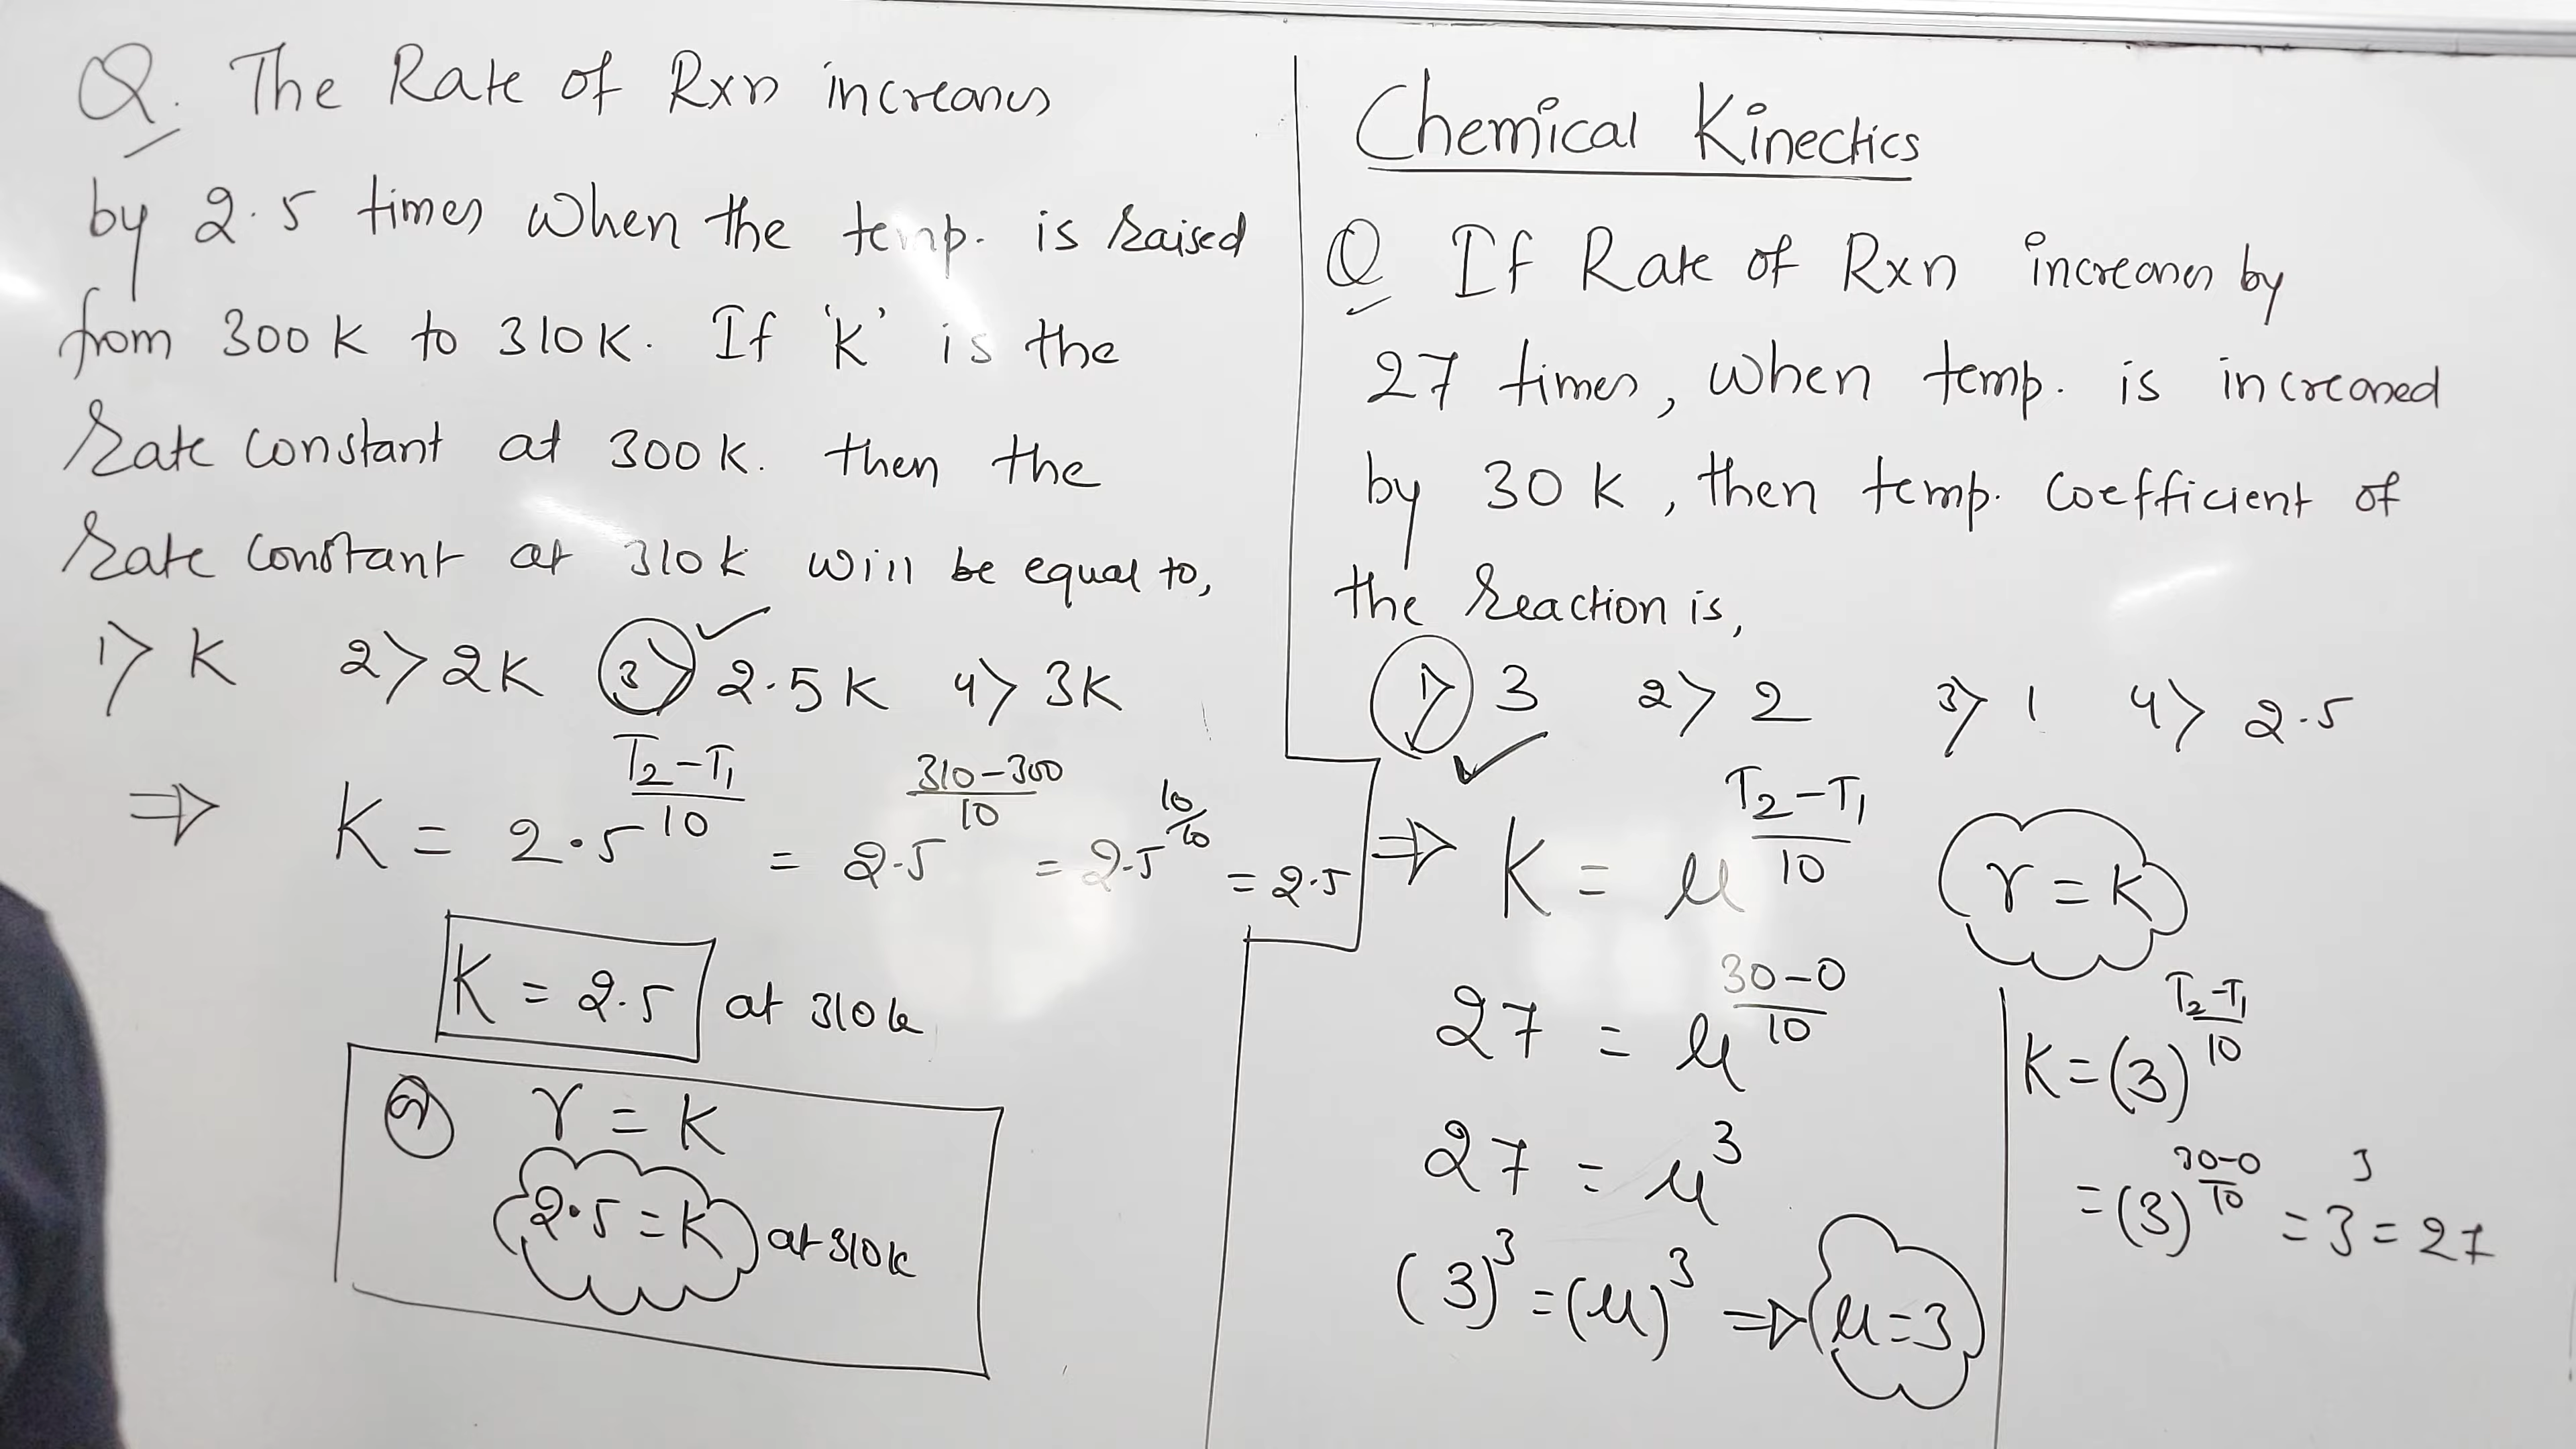 Q. The Rate of Rxn increases
by 2.5 times when the temp. is raised
from 300 K to 310 K. If 'K' is the
rate constant at 300 K. then the
rate constant at 310 K will be equal to,
1> K 2> 2K 3> ✓ 2.5 K 4> 3K
⇒ K = 2.5^((T₂-T₁)/10) = 2.5^((310-300)/10) = 2.5^(10/10) = 2.5
K = 2.5 at 310 K
r = K
2.5 = K at 310 K
Chemical Kinectics
Q If Rate of Rxn increases by
27 times, when temp. is increased
by 30 K, then temp. coefficient of
the reaction is,
1> ✓ 3 2> 2 3> 1 4> 2.5
⇒ K = μ^((T₂-T₁)/10)
r = K
27 = μ^((30-0)/10)
27 = μ³
(3)³ = (μ)³ ⇒ μ = 3
K = (3)^((T₂-T₁)/10)
= (3)^((30-0)/10) = 3³ = 27